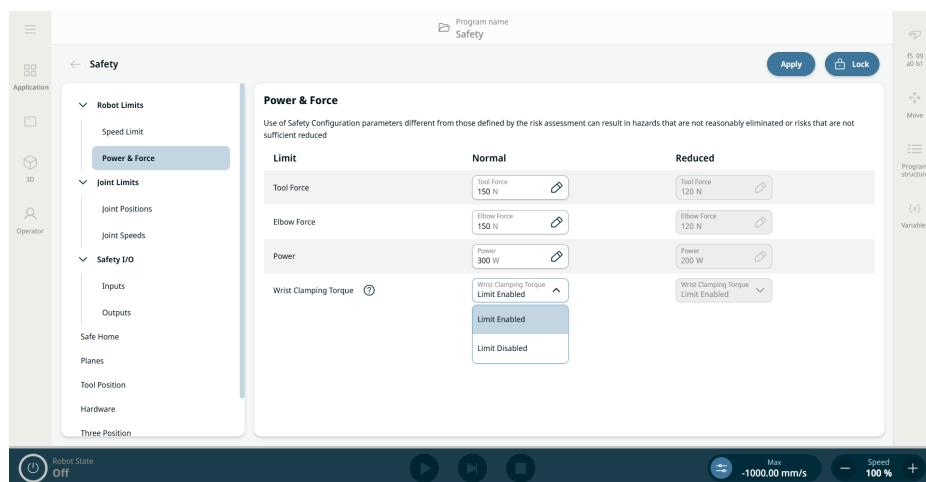 Program name
Safety
Safety
Apply
Lock
f5 09
a0 b1
Application
3D
Operator
Move
Program
structure
Variable
Robot Limits
Speed Limit
Power & Force
Joint Limits
Joint Positions
Joint Speeds
Safety I/O
Inputs
Outputs
Safe Home
Planes
Tool Position
Hardware
Three Position
Power & Force
Use of Safety Configuration parameters different from those defined by the risk assessment can result in hazards that are not reasonably eliminated or risks that are not
sufficient reduced
Limit Normal Reduced
Tool Force
Tool Force
150 N
Tool Force
120 N
Elbow Force
Elbow Force
150 N
Elbow Force
120 N
Power
Power
300 W
Power
200 W
Wrist Clamping Torque ?
Wrist Clamping Torque
Limit Enabled
Wrist Clamping Torque
Limit Enabled
Limit Enabled
Limit Disabled
Robot State
Off
Max
-1000.00 mm/s
Speed
100 %